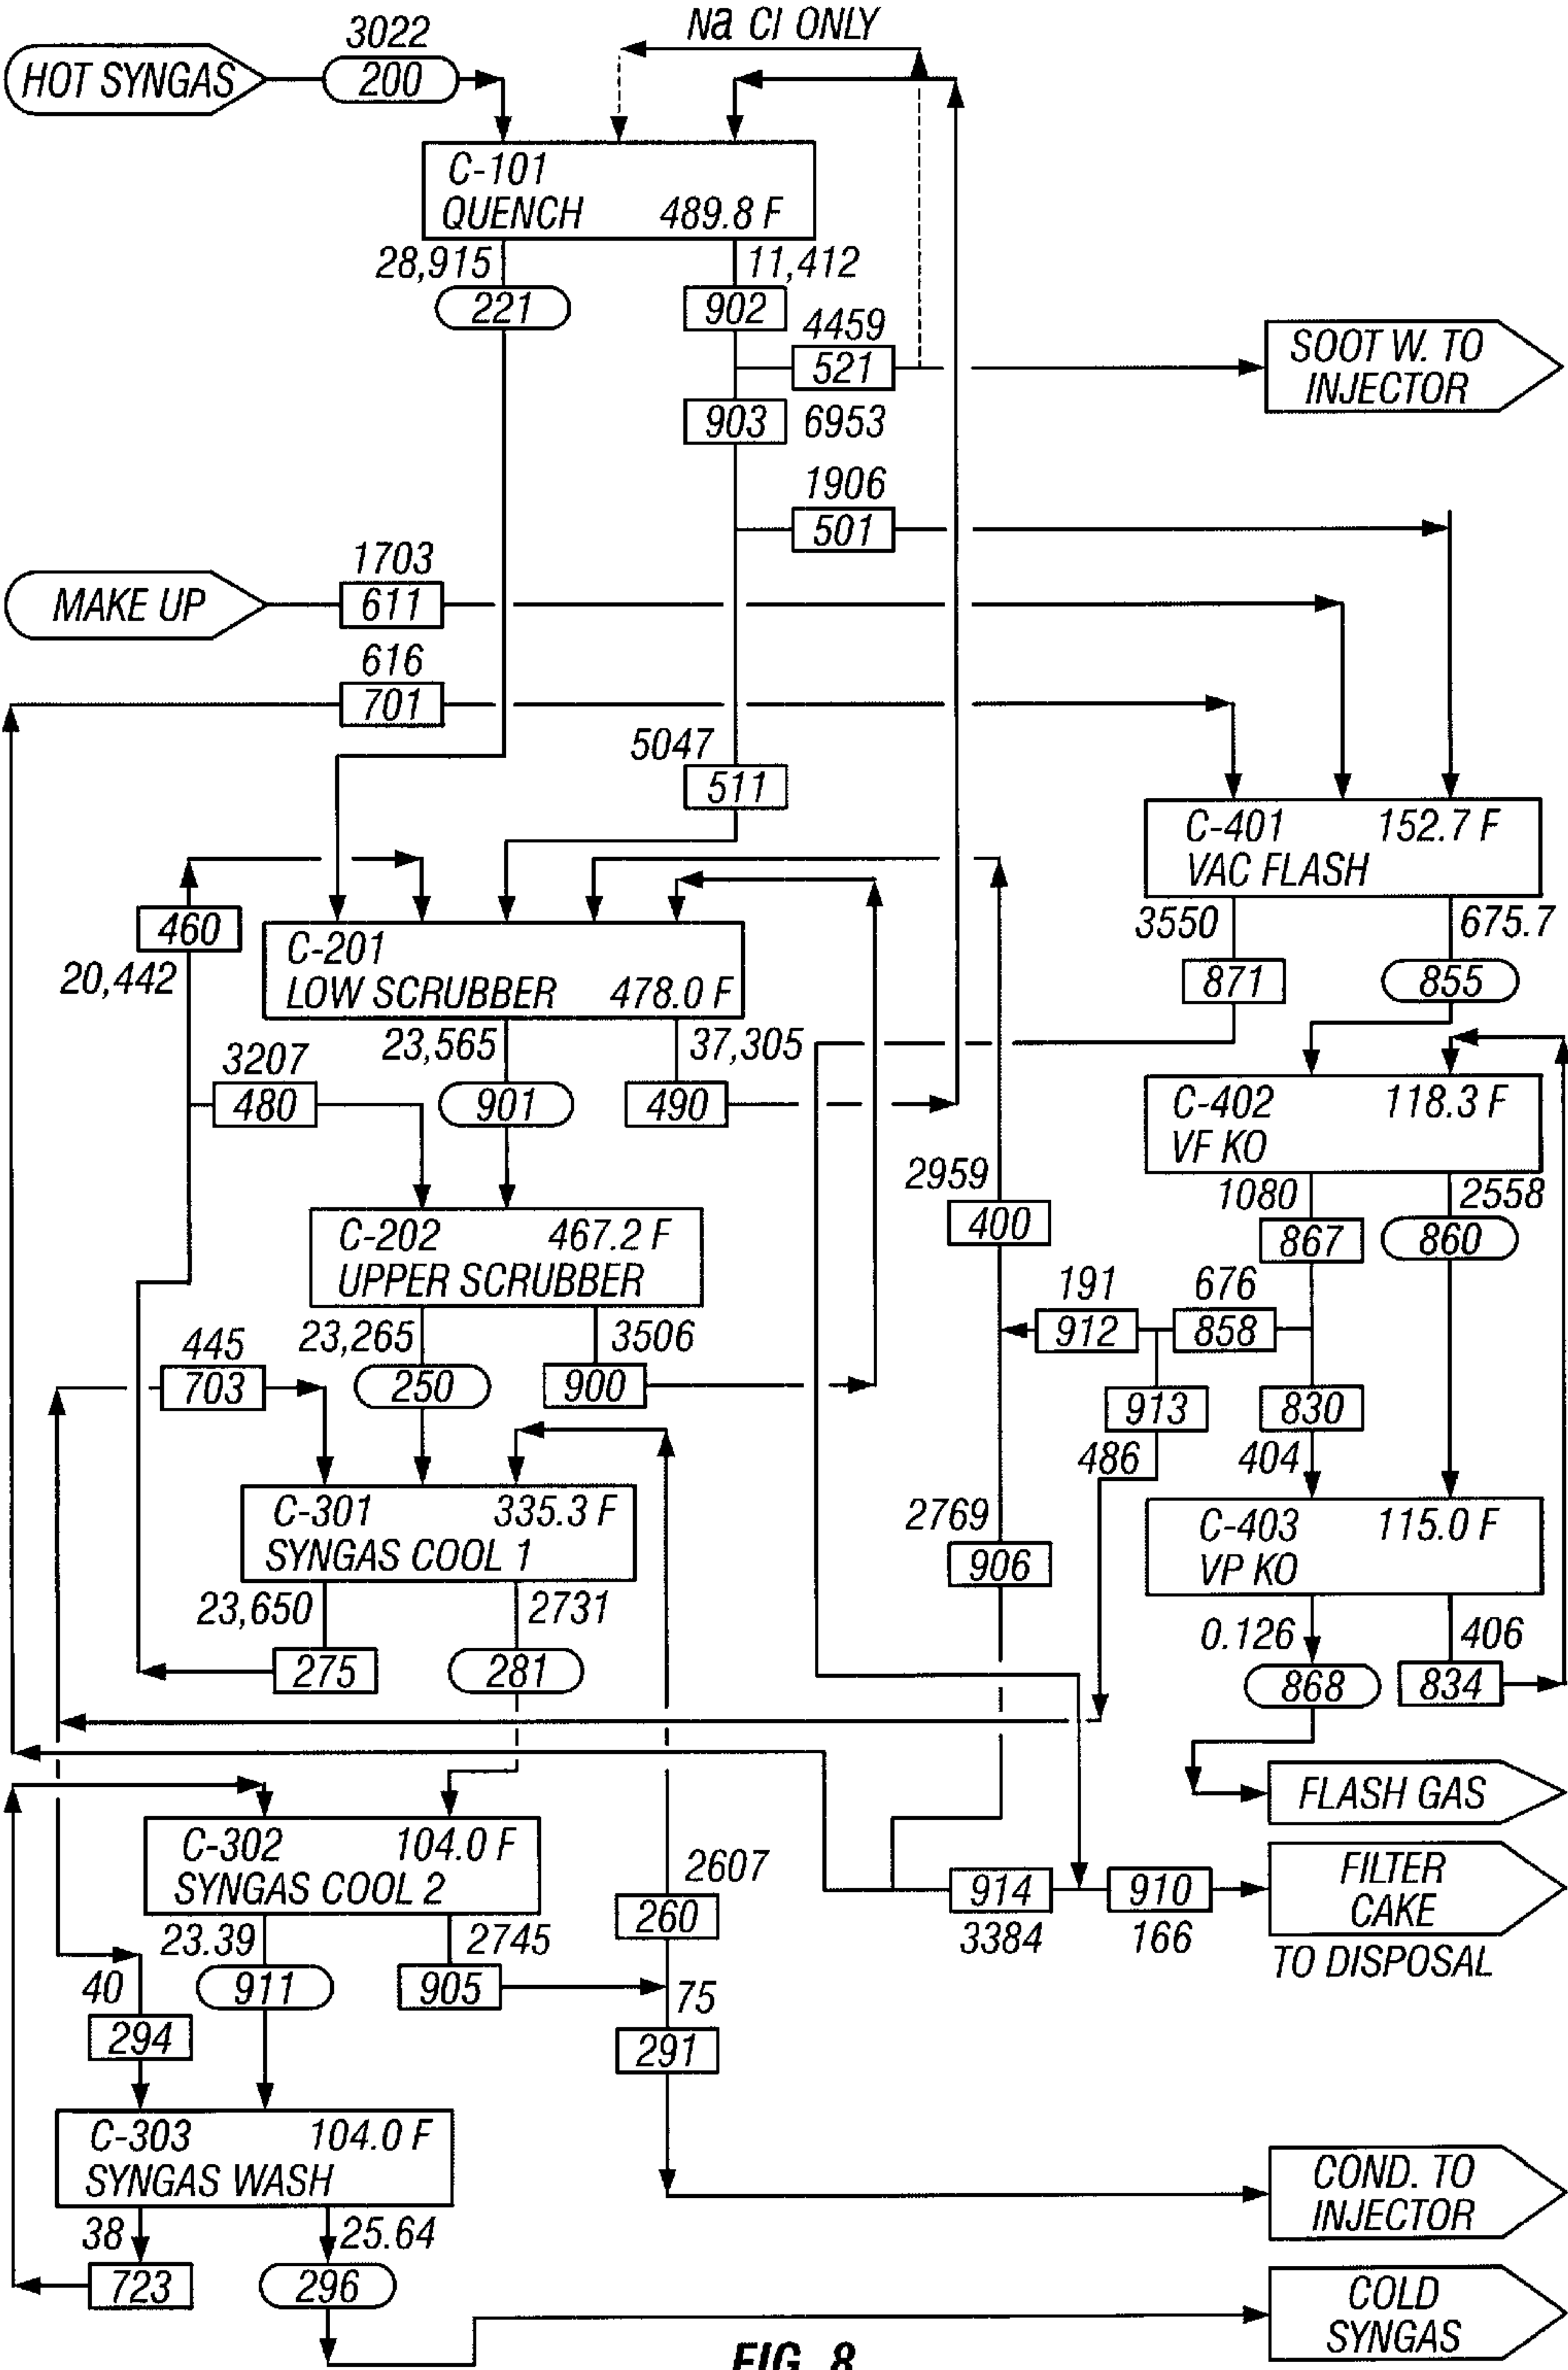 Na Cl ONLY
3022
HOT SYNGAS
200
C-101
QUENCH 489.8 F
28,915
11,412
221
902
4459
521
SOOT W. TO
INJECTOR
903
6953
1906
501
1703
MAKE UP
611
616
701
5047
511
C-401 152.7 F
VAC FLASH
460
20,442
3550
675.7
C-201
LOW SCRUBBER 478.0 F
871
855
23,565
37,305
3207
480
901
490
C-402 118.3 F
VF KO
2959
400
1080
2558
867
860
C-202 467.2 F
UPPER SCRUBBER
191
912
676
858
23,265
3506
445
703
250
900
913
830
486
404
C-301 335.3 F
SYNGAS COOL 1
2769
906
C-403 115.0 F
VP KO
23,650
2731
275
281
0.126
406
868
834
FLASH GAS
C-302 104.0 F
SYNGAS COOL 2
2607
260
914
3384
910
166
FILTER
CAKE
TO DISPOSAL
23.39
2745
911
905
40
294
75
291
C-303 104.0 F
SYNGAS WASH
COND. TO
INJECTOR
38
25.64
723
296
COLD
SYNGAS
FIG. 8